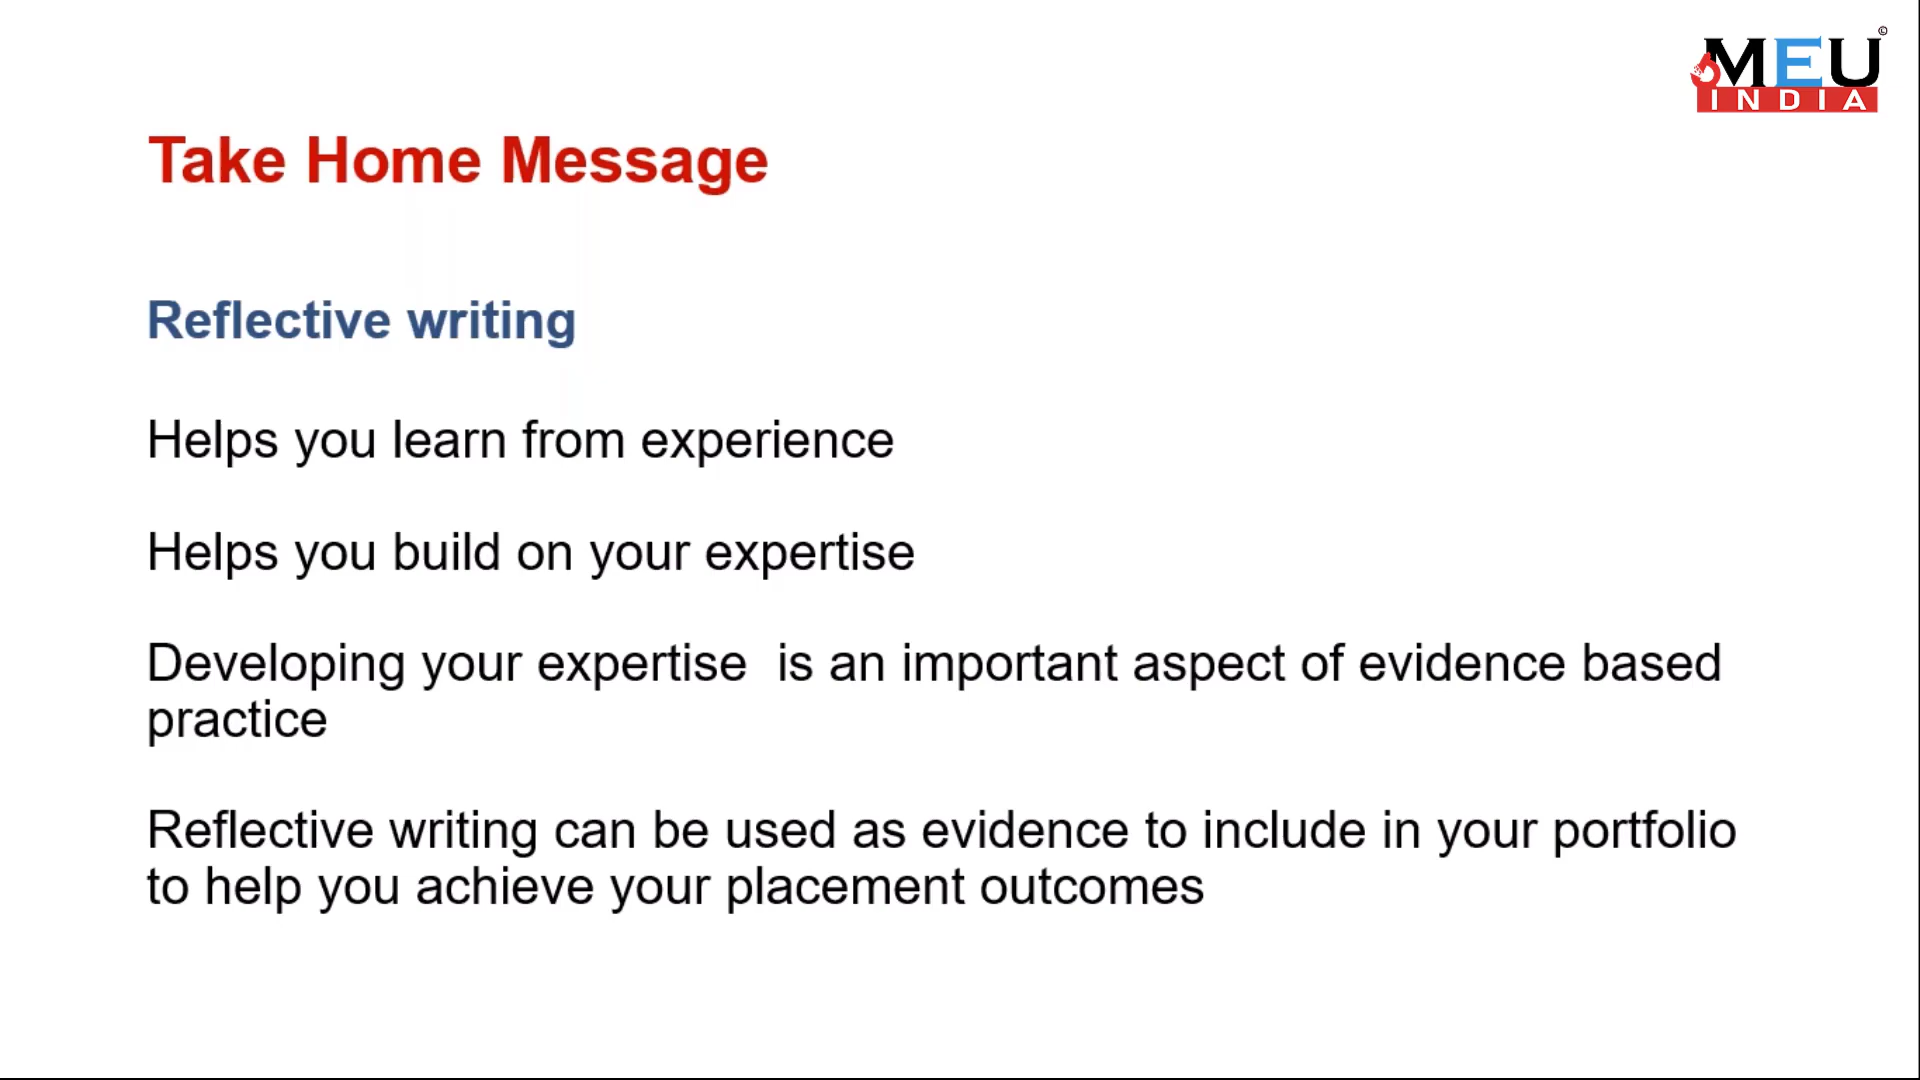 MEU
©
INDIA
Take Home Message
Reflective writing
Helps you learn from experience
Helps you build on your expertise
Developing your expertise  is an important aspect of evidence based
practice
Reflective writing can be used as evidence to include in your portfolio
to help you achieve your placement outcomes